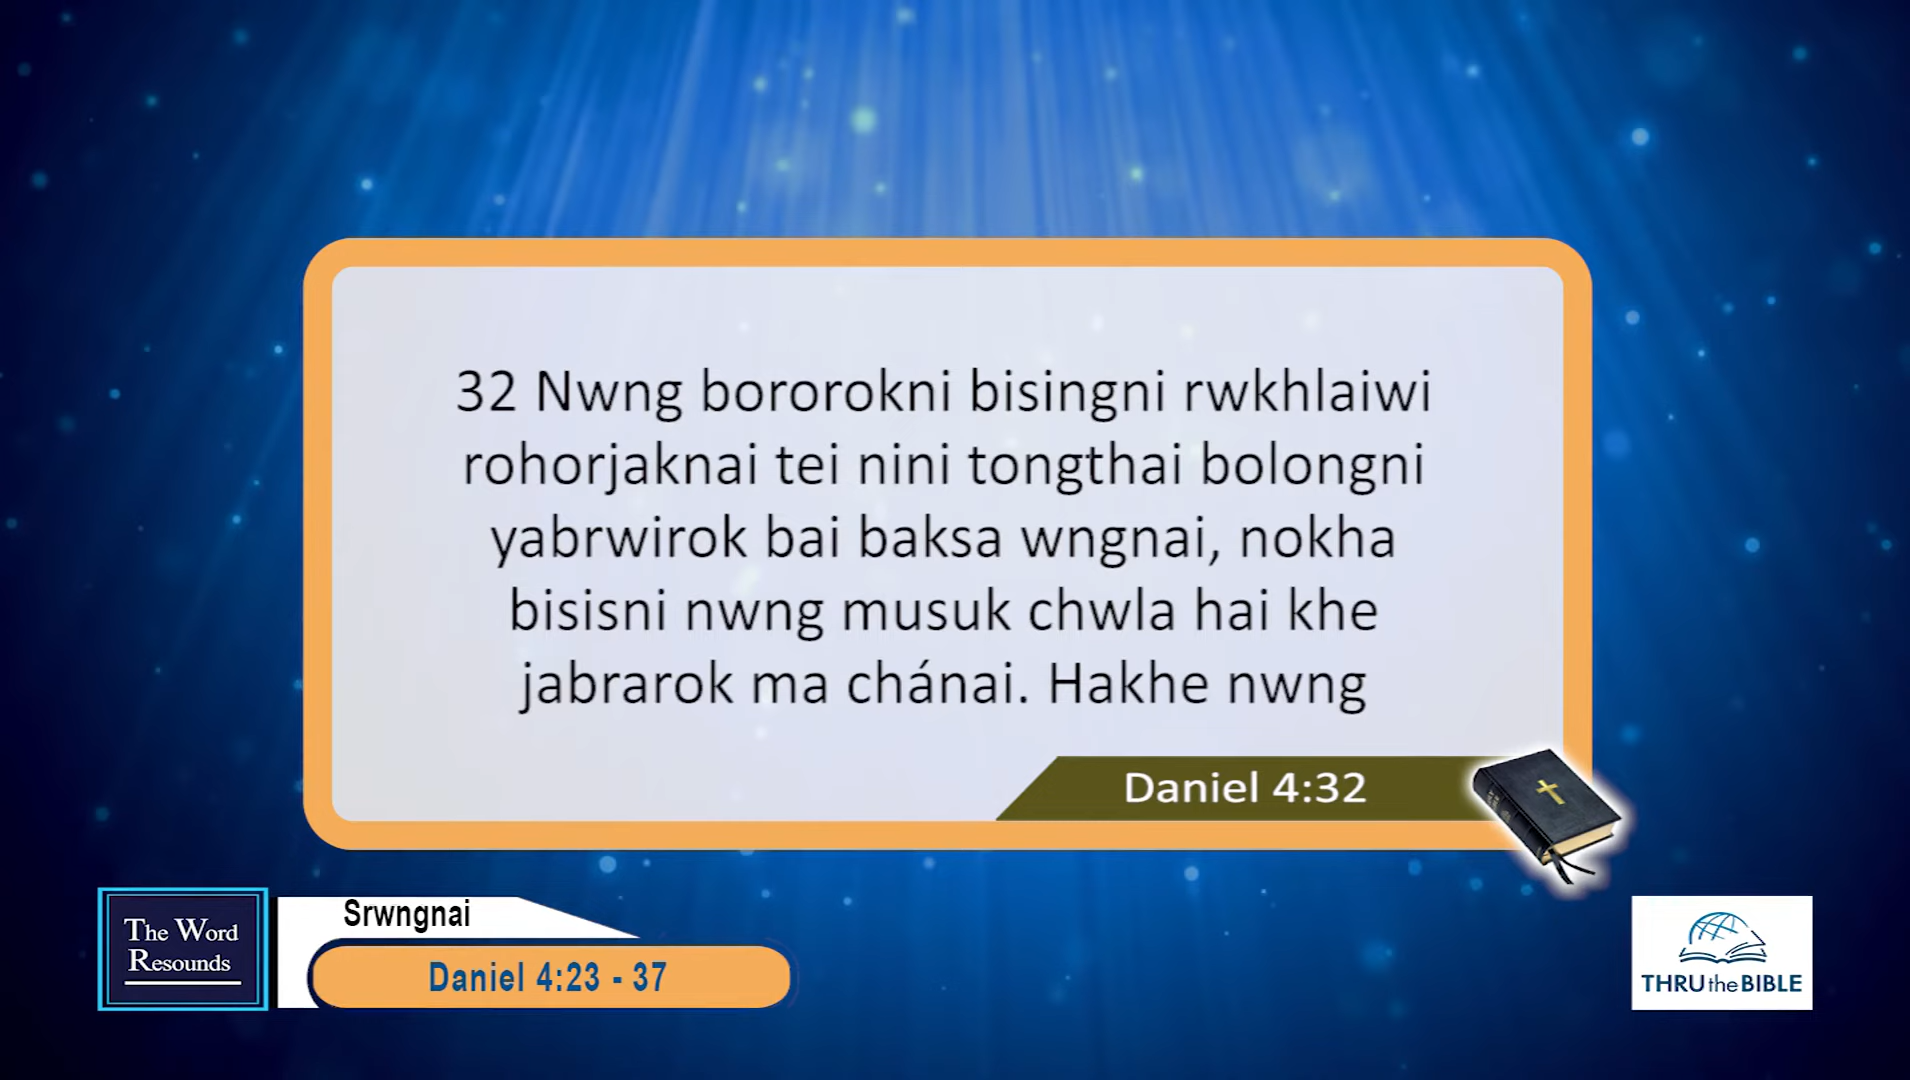 32 Nwng bororokni bisingni rwkhlaiwi
rohorjaknai tei nini tongthai bolongni
yabrwirok bai baksa wngnai, nokha
bisisni nwng musuk chwla hai khe
jabrarok ma chánai. Hakhe nwng
Daniel 4:32
The Word
Resounds
Srwngnai
Daniel 4:23 - 37
THRU the BIBLE